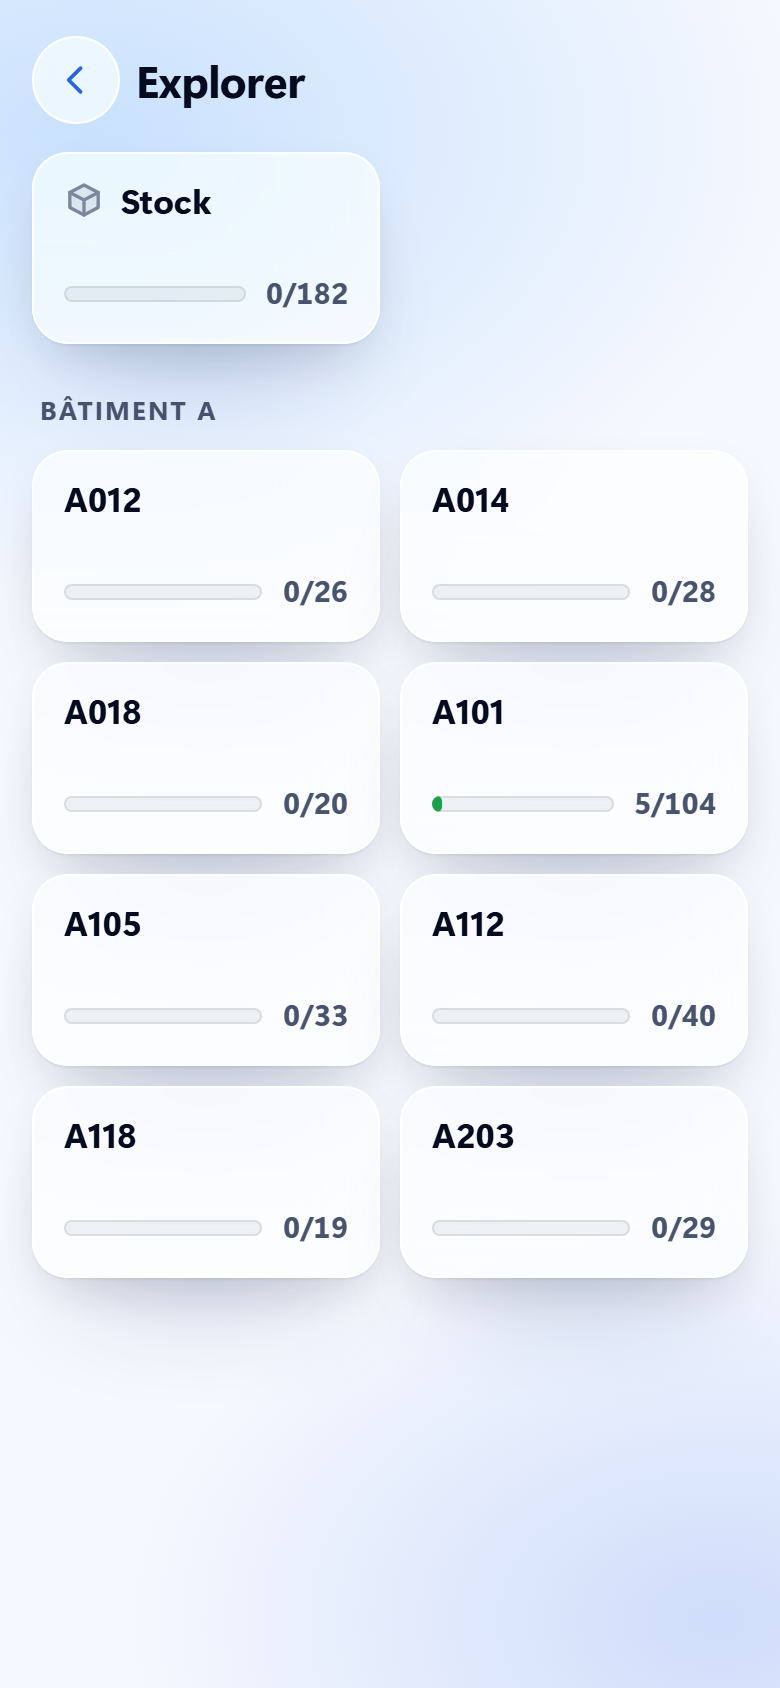 Explorer
Stock
0/182
BÂTIMENT A
A012
0/26
A014
0/28
A018
0/20
A101
5/104
A105
0/33
A112
0/40
A118
0/19
A203
0/29